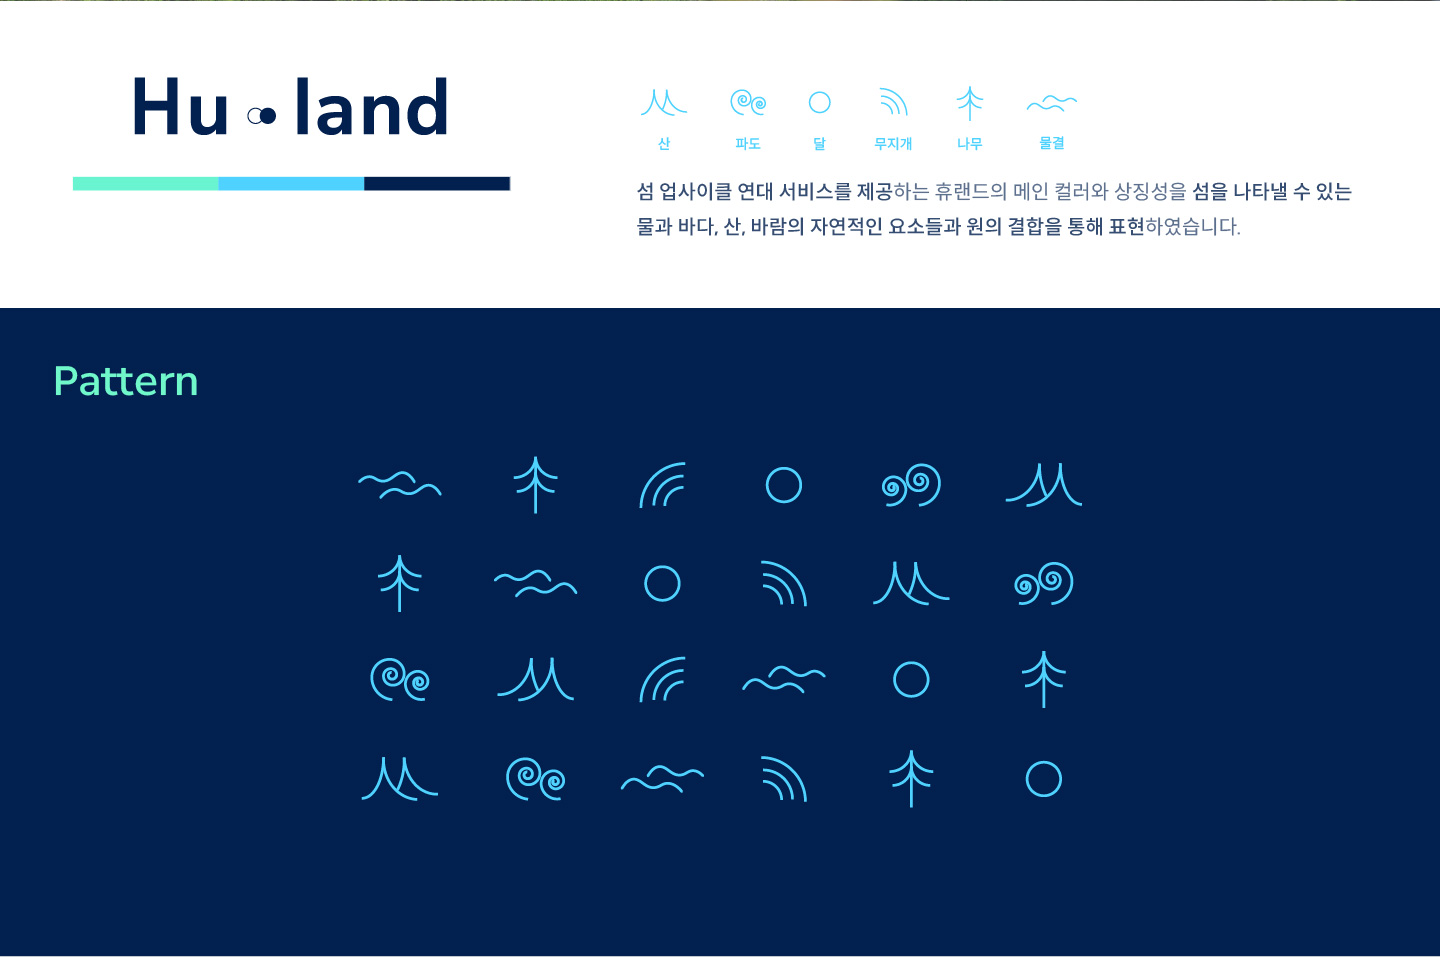 Hu land
산 파도 달 무지개 나무 물결
섬 업사이클 연대 서비스를 제공하는 휴랜드의 메인 컬러와 상징성을 섬을 나타낼 수 있는
물과 바다, 산, 바람의 자연적인 요소들과 원의 결합을 통해 표현하였습니다.
Pattern